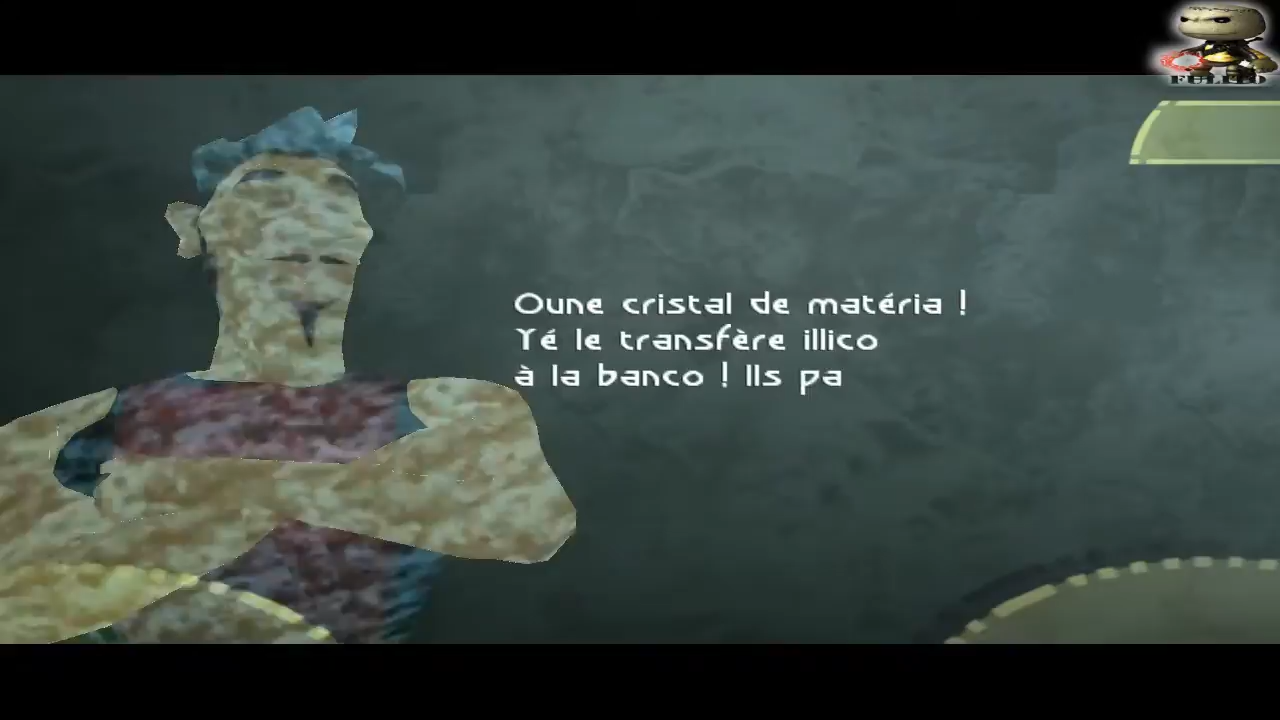 Oune cristal de matéria !
Yé le transfère illico
à la banco ! Ils pa